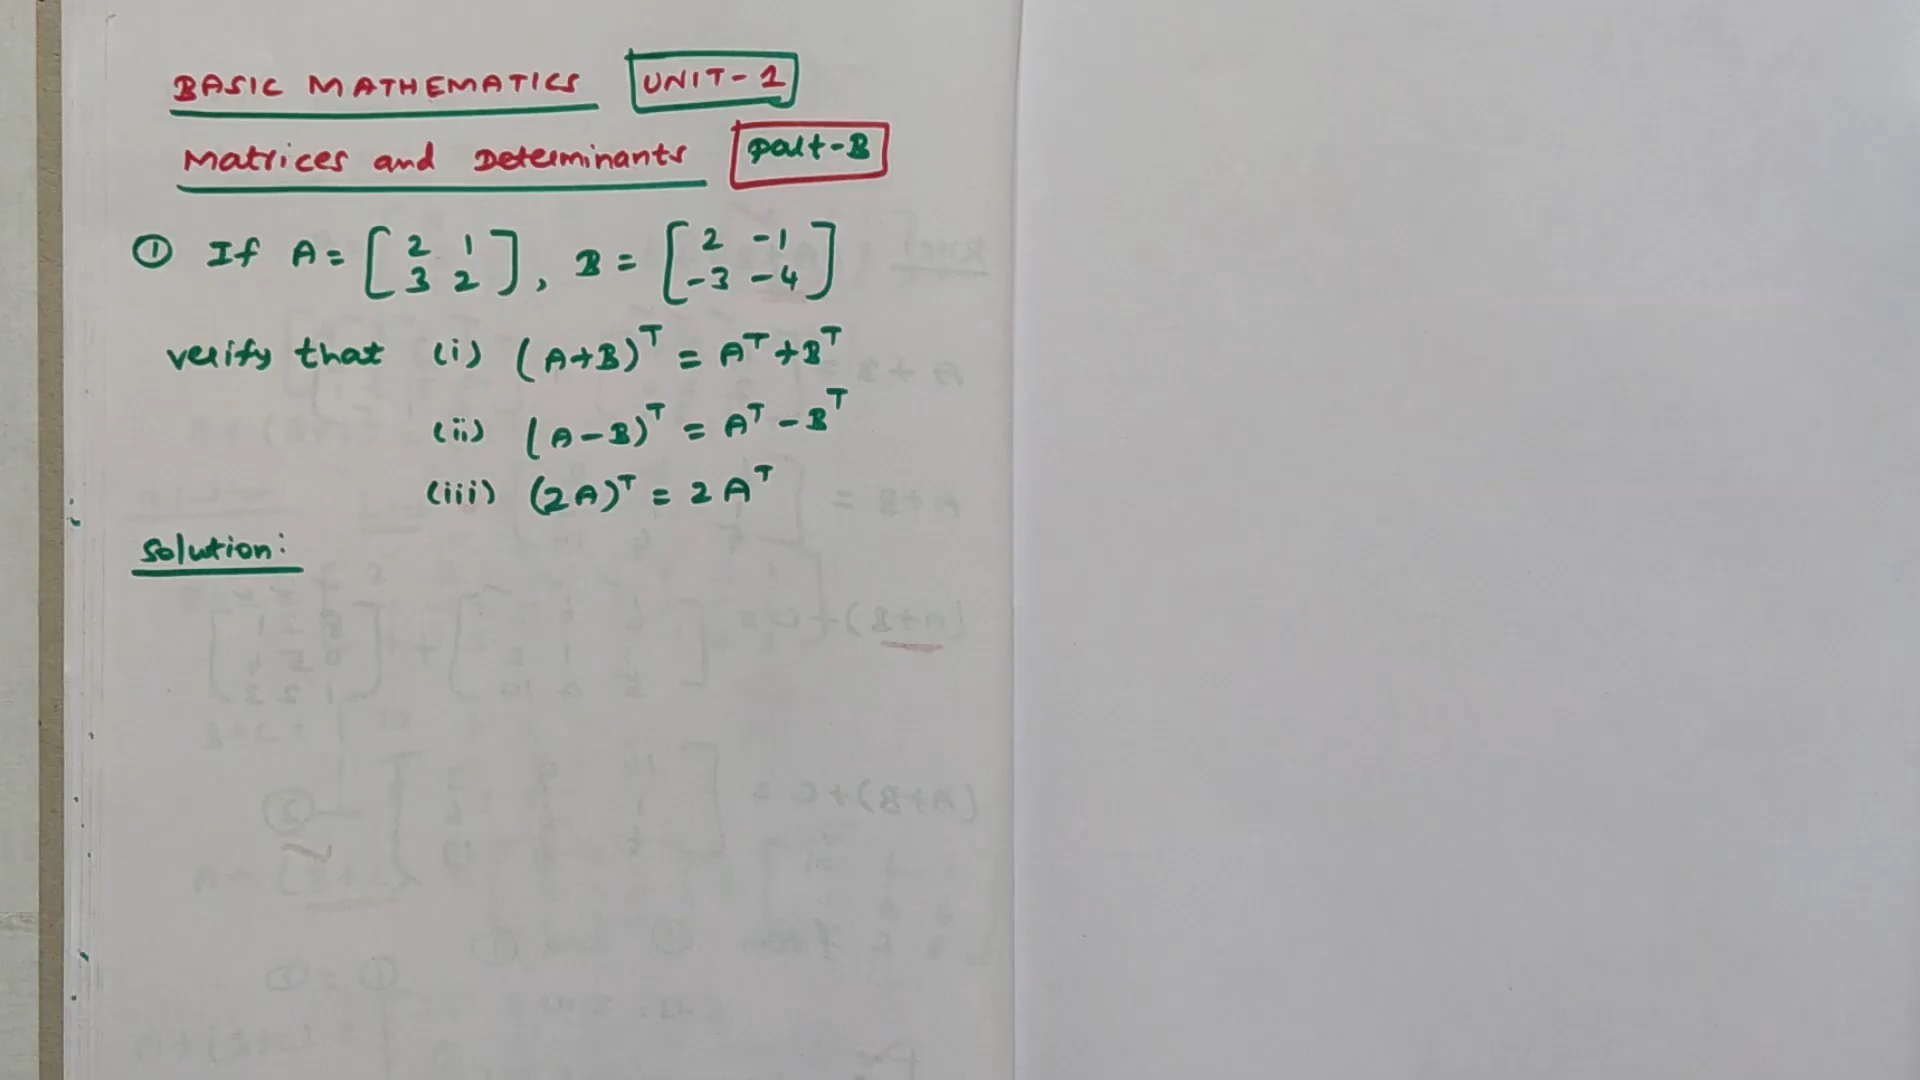 BASIC MATHEMATICS UNIT-1
Matrices and Determinants Part-B
① If A = [ 2 1 ], B = [ 2 -1 ]
3 2 -3 -4
verify that (i) (A+B)ᵀ = Aᵀ+Bᵀ
(ii) (A-B)ᵀ = Aᵀ-Bᵀ
(iii) (2A)ᵀ = 2Aᵀ
Solution: